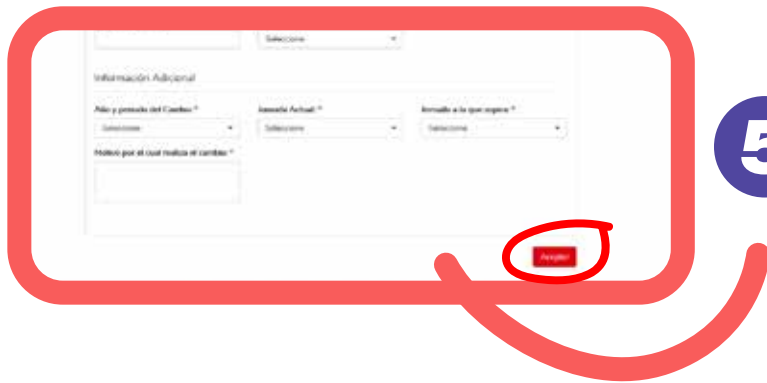 Seleccione
Información Adicional
Año y periodo del Cambio * Jornada Actual * Jornada a la que aspira *
Seleccione Seleccione Seleccione
Motivo por el cual realiza el cambio *
Aceptar
5